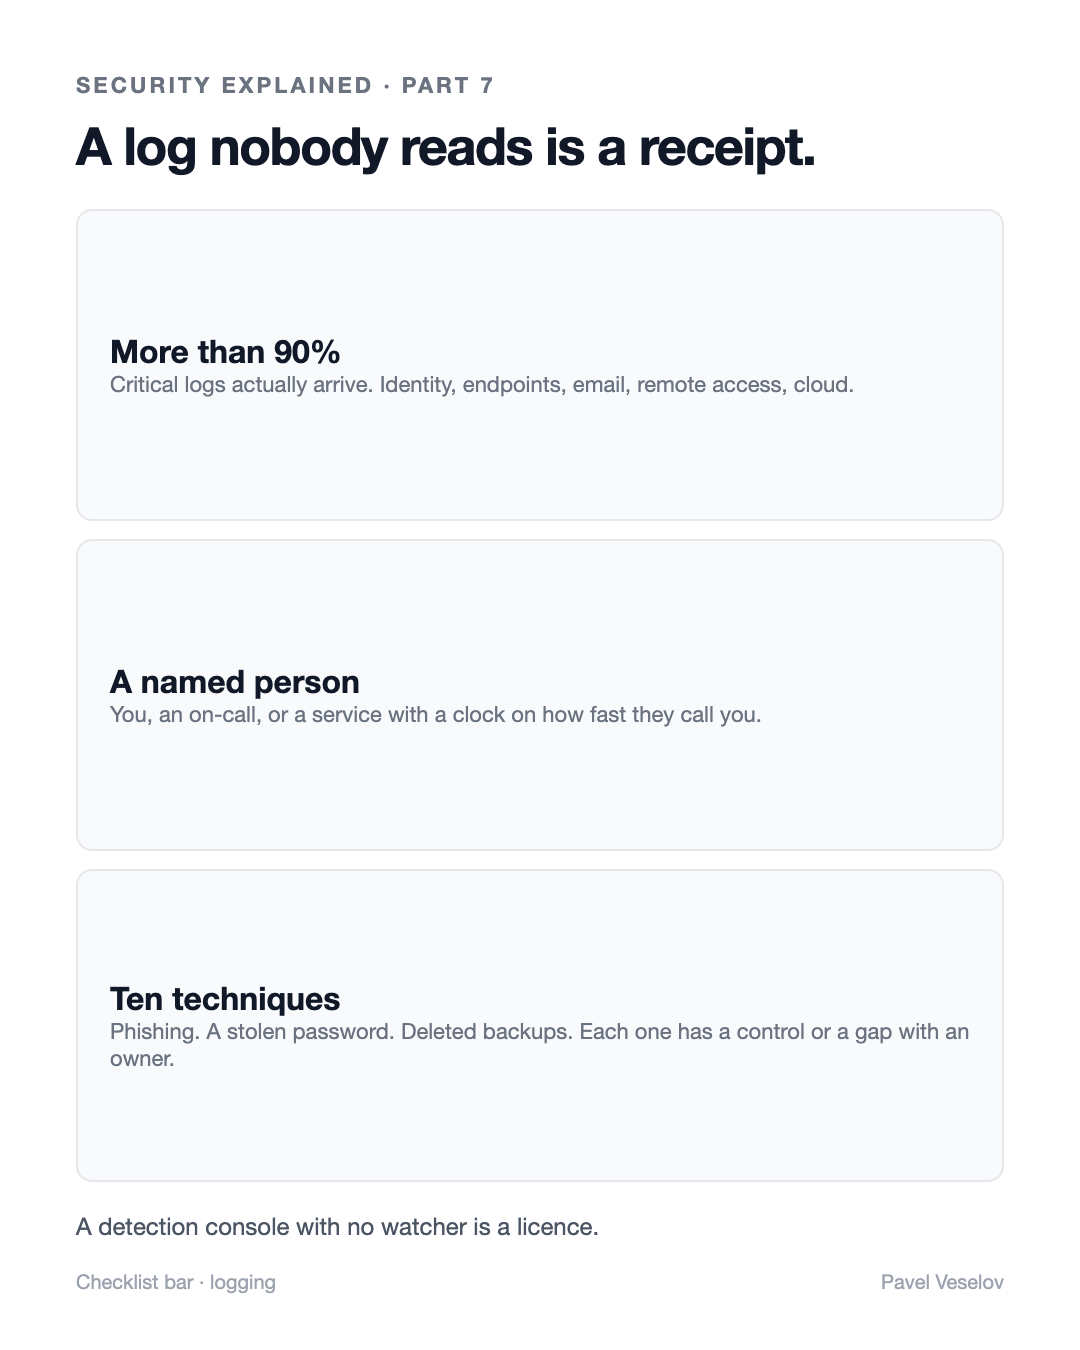 SECURITY EXPLAINED · PART 7
A log nobody reads is a receipt.
More than 90%
Critical logs actually arrive. Identity, endpoints, email, remote access, cloud.
A named person
You, an on-call, or a service with a clock on how fast they call you.
Ten techniques
Phishing. A stolen password. Deleted backups. Each one has a control or a gap with an
owner.
A detection console with no watcher is a licence.
Checklist bar · logging
Pavel Veselov